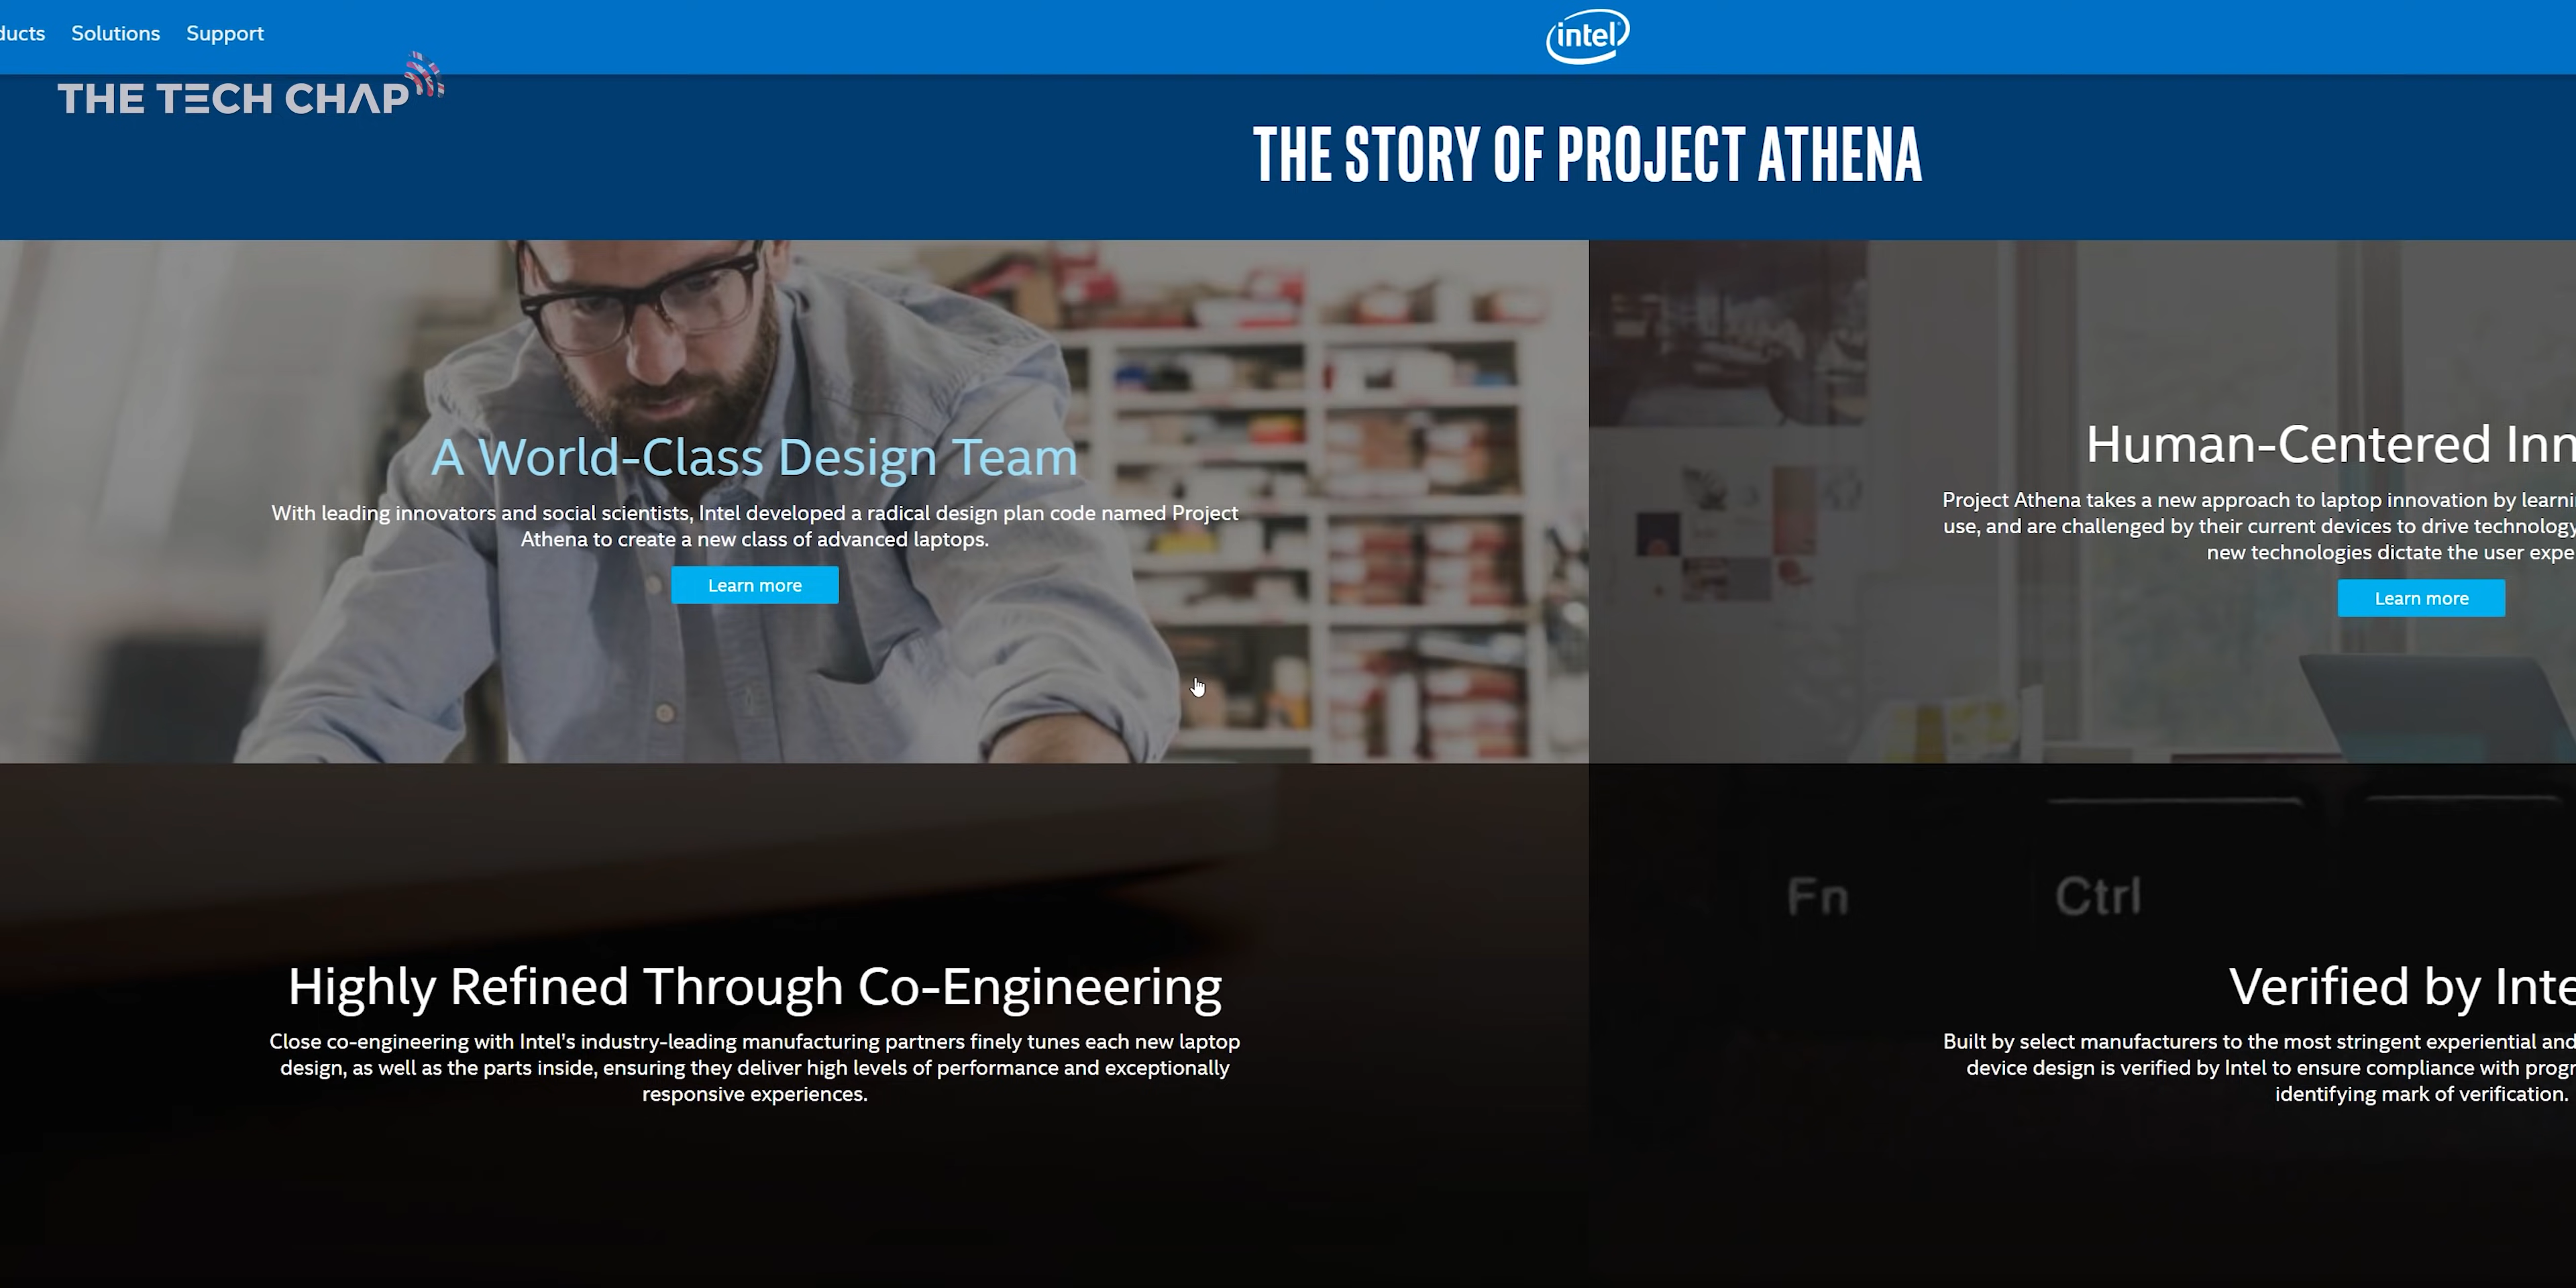 ducts Solutions Support
intel
THE TECH CHAP
THE STORY OF PROJECT ATHENA
A World-Class Design Team
With leading innovators and social scientists, Intel developed a radical design plan code named Project
Athena to create a new class of advanced laptops.
Learn more
Human-Centered Inn
Project Athena takes a new approach to laptop innovation by learni
use, and are challenged by their current devices to drive technology
new technologies dictate the user expe
Learn more
Highly Refined Through Co-Engineering
Close co-engineering with Intel's industry-leading manufacturing partners finely tunes each new laptop
design, as well as the parts inside, ensuring they deliver high levels of performance and exceptionally
responsive experiences.
Fn Ctrl
Verified by Inte
Built by select manufacturers to the most stringent experiential and
device design is verified by Intel to ensure compliance with progr
identifying mark of verification.